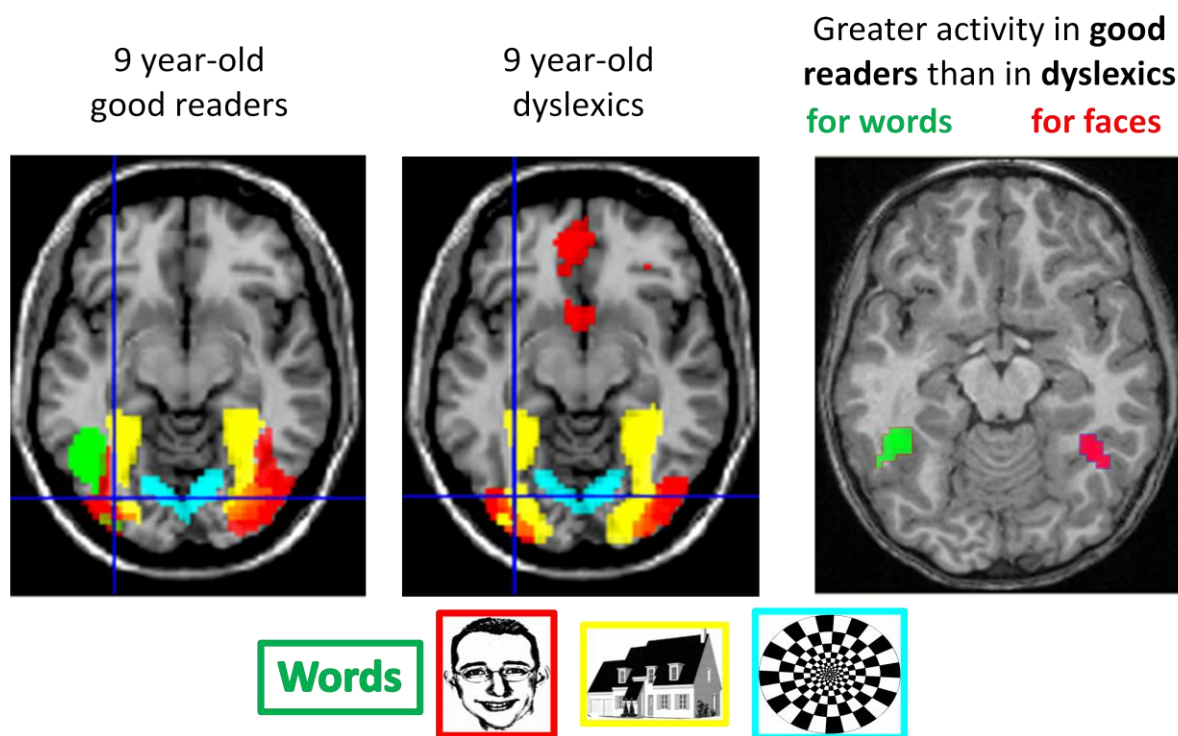 9 year-old
good readers
9 year-old
dyslexics
Greater activity in good
readers than in dyslexics
for words for faces
Words